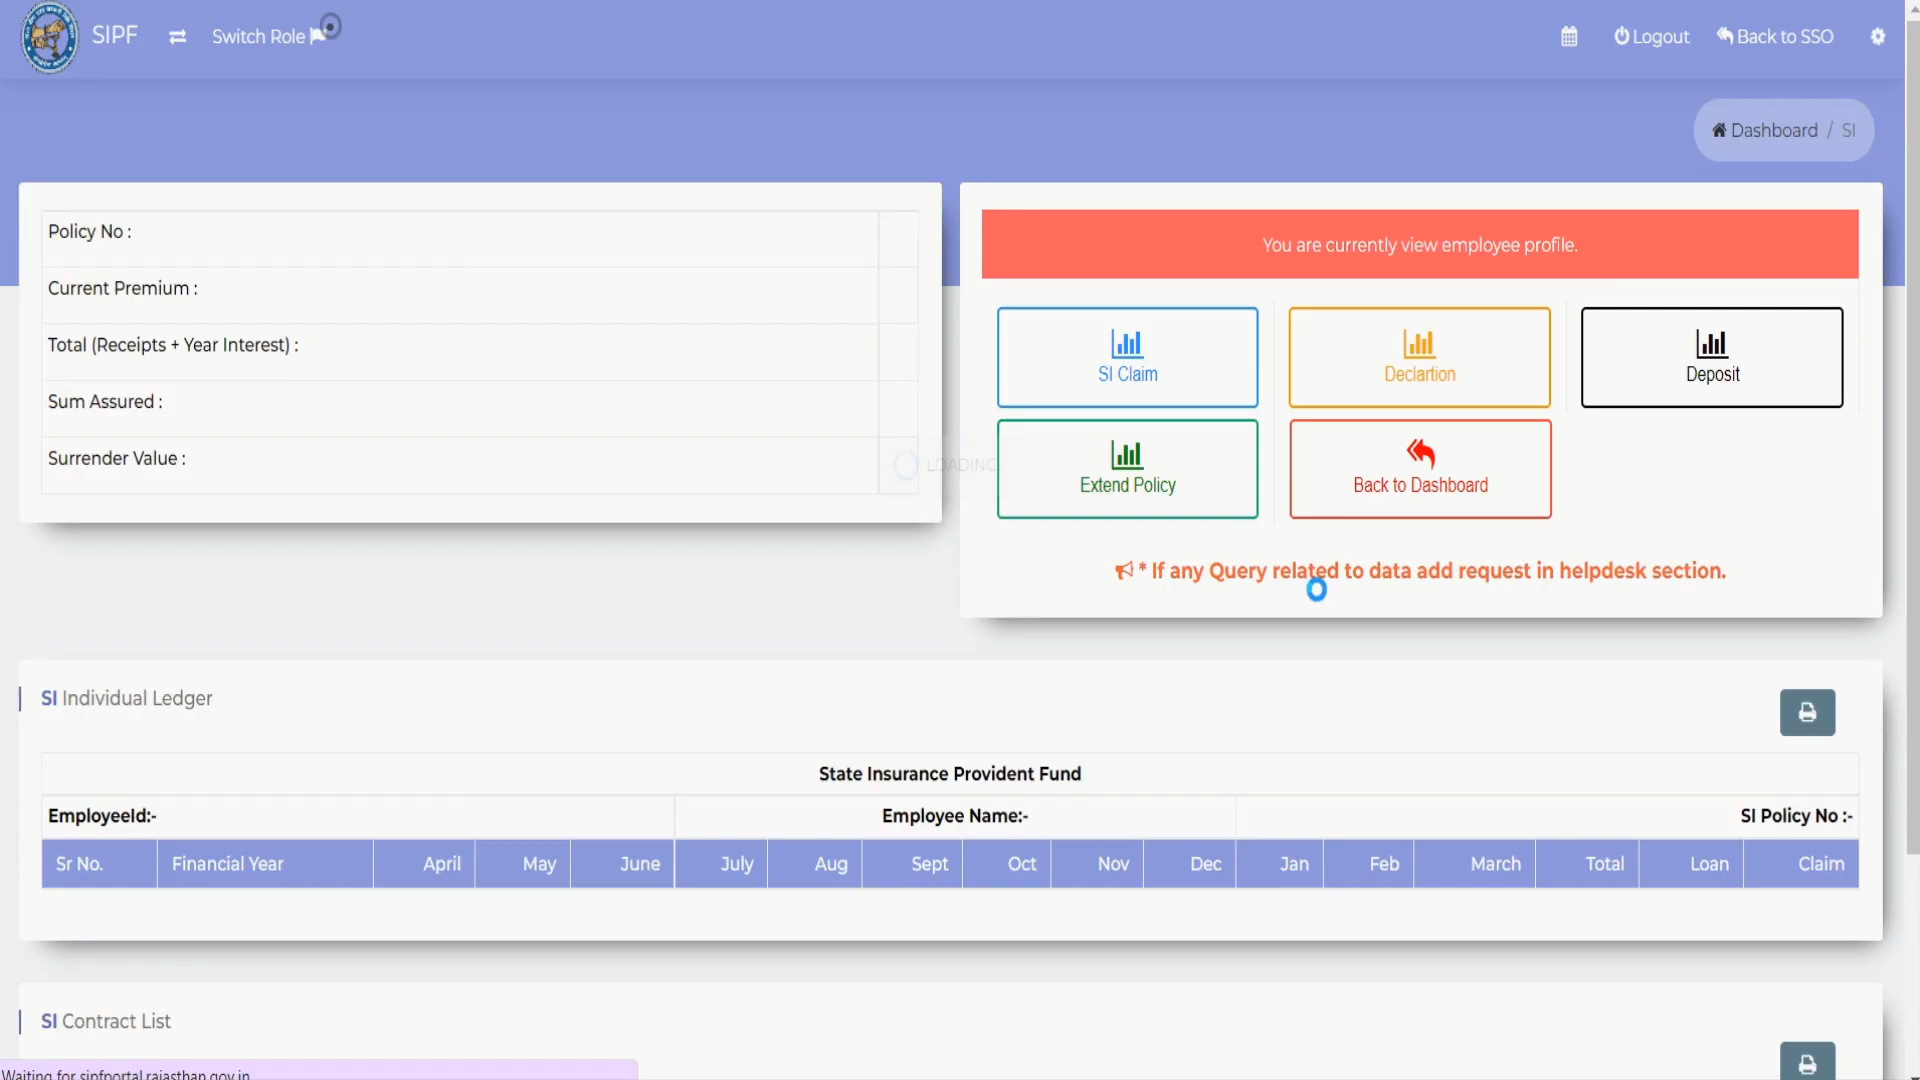 SIPF
Switch Role
Logout
Back to SSO
Dashboard / SI
Policy No :
Current Premium :
Total (Receipts + Year Interest) :
Sum Assured :
Surrender Value :
LOADING
You are currently view employee profile.
SI Claim
Declartion
Deposit
Extend Policy
Back to Dashboard
* If any Query related to data add request in helpdesk section.
SI Individual Ledger
State Insurance Provident Fund
EmployeeId:-
Employee Name:-
SI Policy No :-
Sr No. Financial Year April May June July Aug Sept Oct Nov Dec Jan Feb March Total Loan Claim
SI Contract List
Waiting for sipfportal.rajasthan.gov.in